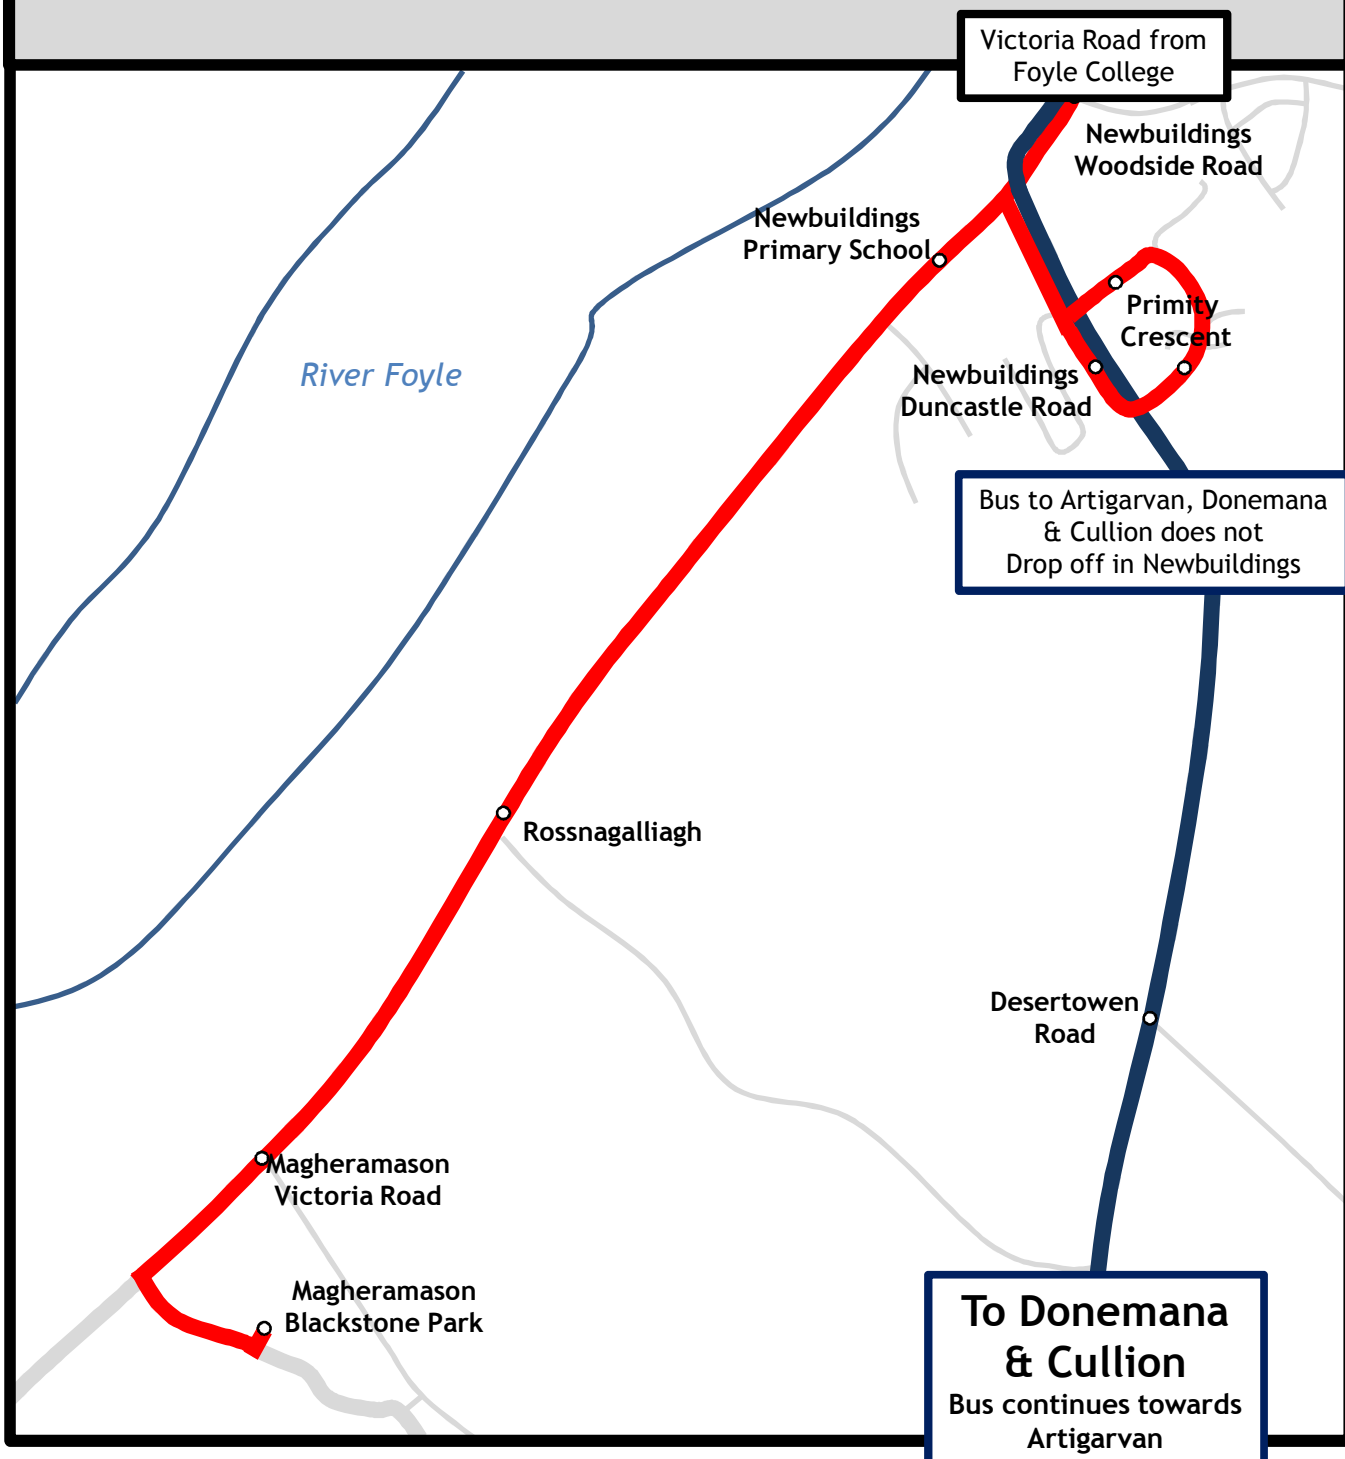 Victoria Road from
Foyle College
Newbuildings
Woodside Road
Newbuildings
Primary School
Primity
Crescent
River Foyle
Newbuildings
Duncastle Road
Bus to Artigarvan, Donemana
& Cullion does not
Drop off in Newbuildings
Rossnagalliagh
Desertowen
Road
Magheramason
Victoria Road
Magheramason
Blackstone Park
To Donemana
& Cullion
Bus continues towards
Artigarvan